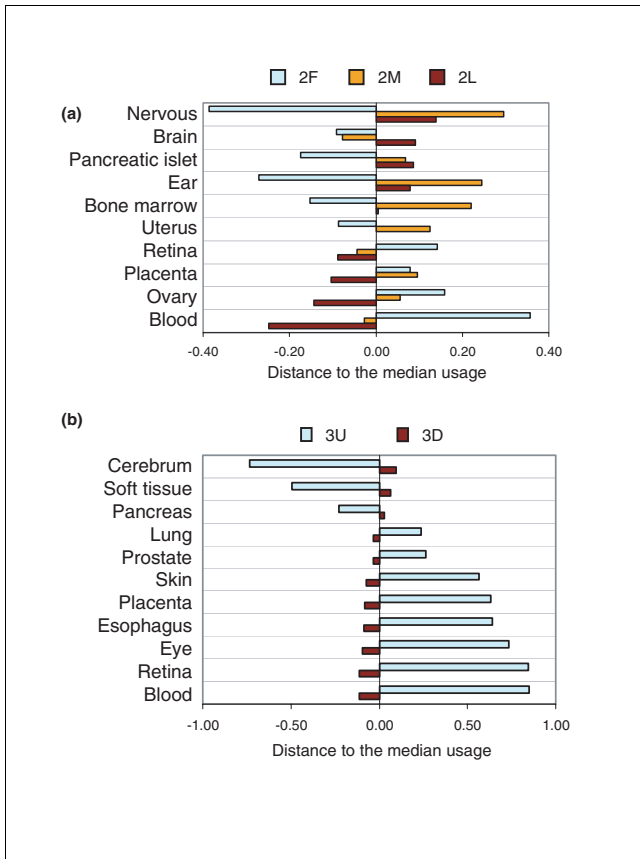 2F 2M 2L
(a)
Nervous
Brain
Pancreatic islet
Ear
Bone marrow
Uterus
Retina
Placenta
Ovary
Blood
-0.40 -0.20 0.00 0.20 0.40
Distance to the median usage
(b)
3U 3D
Cerebrum
Soft tissue
Pancreas
Lung
Prostate
Skin
Placenta
Esophagus
Eye
Retina
Blood
-1.00 -0.50 0.00 0.50 1.00
Distance to the median usage